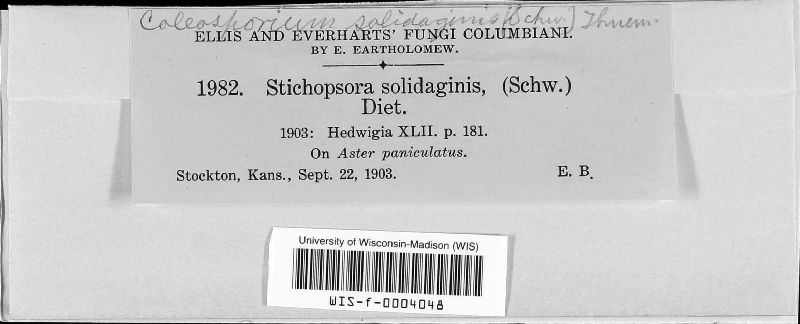 Coleosporium solidaginis (Schw.) Thuem.
ELLIS AND EVERHARTS' FUNGI COLUMBIANI.
BY E. EARTHOLOMEW.
1982. Stichopsora solidaginis, (Schw.)
Diet.
1903: Hedwigia XLII. p. 181.
On Aster paniculatus.
Stockton, Kans., Sept. 22, 1903. E. B.
University of Wisconsin-Madison (WIS)
WIS-f-0004048